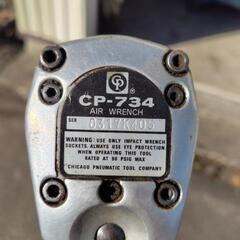 CP
CP-734
AIR WRENCH
SER
WARNING: USE ONLY IMPACT WRENCH
SOCKETS. ALWAYS USE EYE PROTECTION
WHEN OPERATING THIS TOOL
RATED AT 90 PSIG MAX
CHICAGO PNEUMATIC TOOL COMPANY